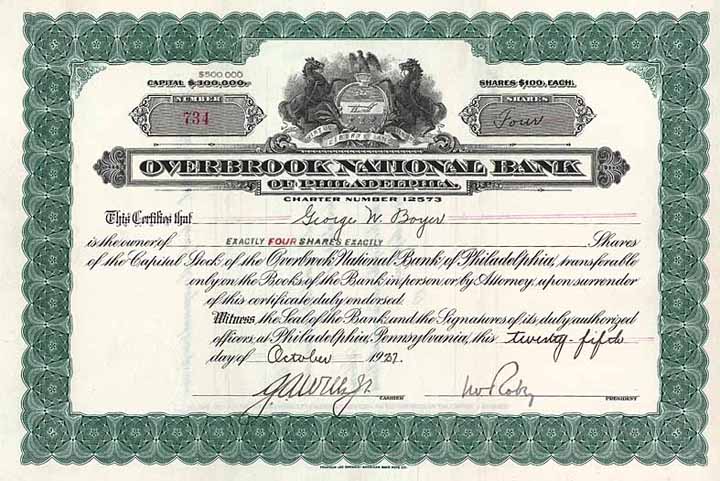 $500 000
CAPITAL $300,000. SHARES $100. EACH.
NUMBER SHARES
734 Four
OVERBROOK NATIONAL BANK
OF PHILADELPHIA.
CHARTER NUMBER 12573
This Certifies that George W. Boyer
is the owner of EXACTLY FOUR SHARES EXACTLY Shares
of the Capital Stock of the Overbrook National Bank of Philadelphia, transferable
only on the Books of the Bank in person or by Attorney, upon surrender
of this certificate duly endorsed.
Witness the Seal of the Bank and the Signatures of its duly authorized
officers at Philadelphia, Pennsylvania, this twenty-fifth
day of October 1927.
CASHIER PRESIDENT